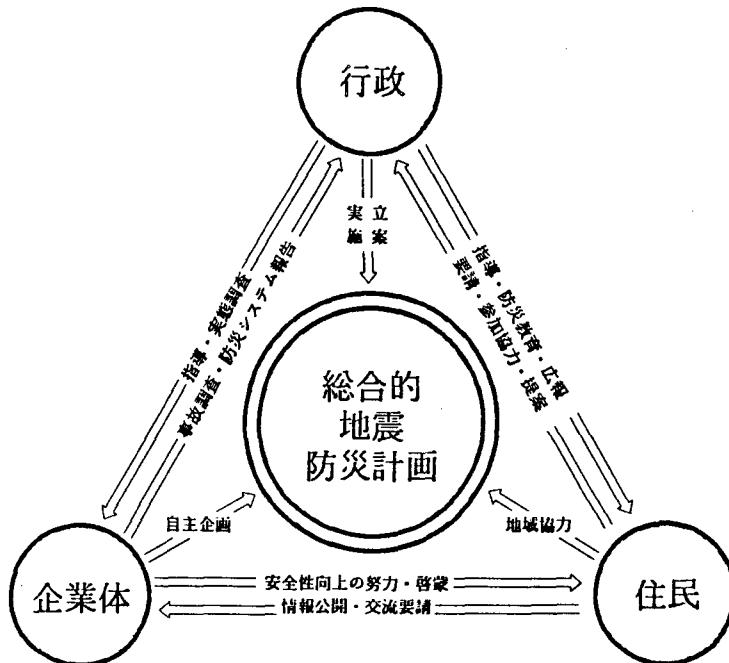 行政
立案
実施
指導・実態調査
事故調査・防災システム報告
指導・防災教育・広報
要請・参加協力・提案
総合的
地震
防災計画
自主企画
地域協力
企業体
安全性向上の努力・啓蒙
情報公開・交流要請
住民